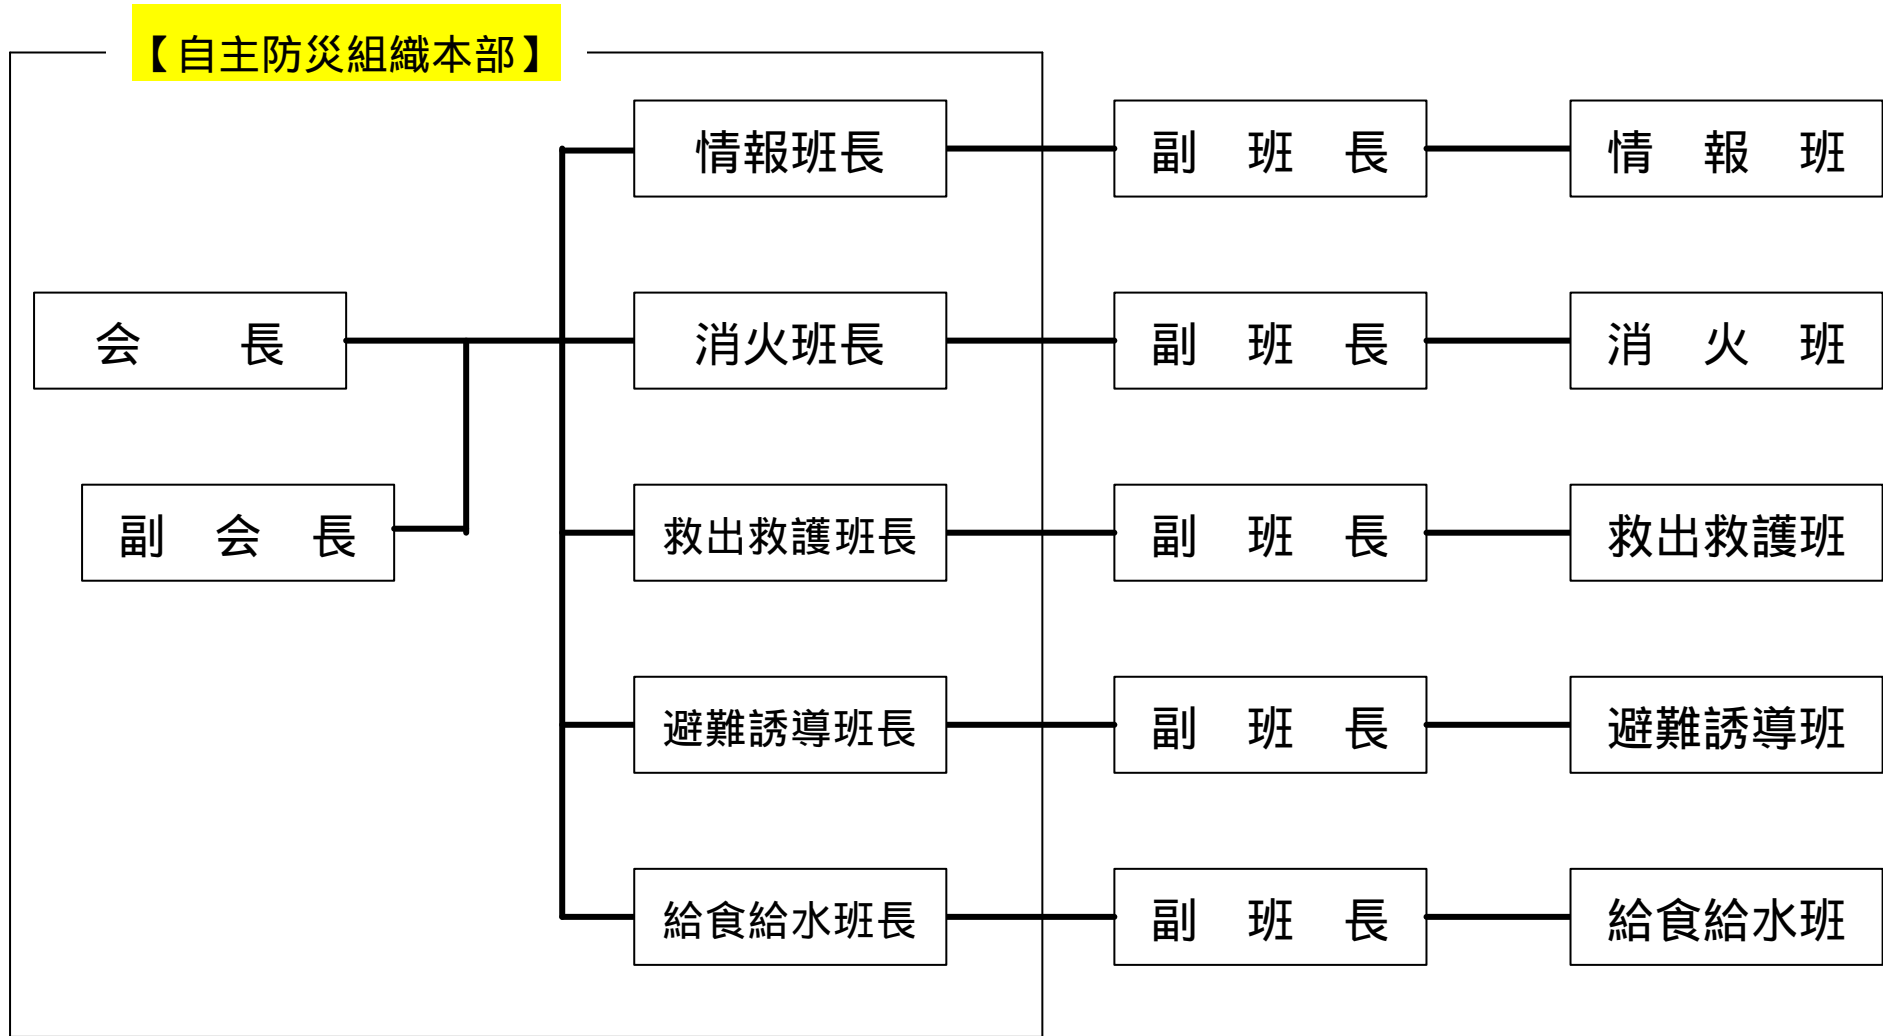 【自主防災組織本部】
情報班長 副　班　長 情　報　班
会　　長 消火班長 副　班　長 消　火　班
副　会　長 救出救護班長 副　班　長 救出救護班
避難誘導班長 副　班　長 避難誘導班
給食給水班長 副　班　長 給食給水班